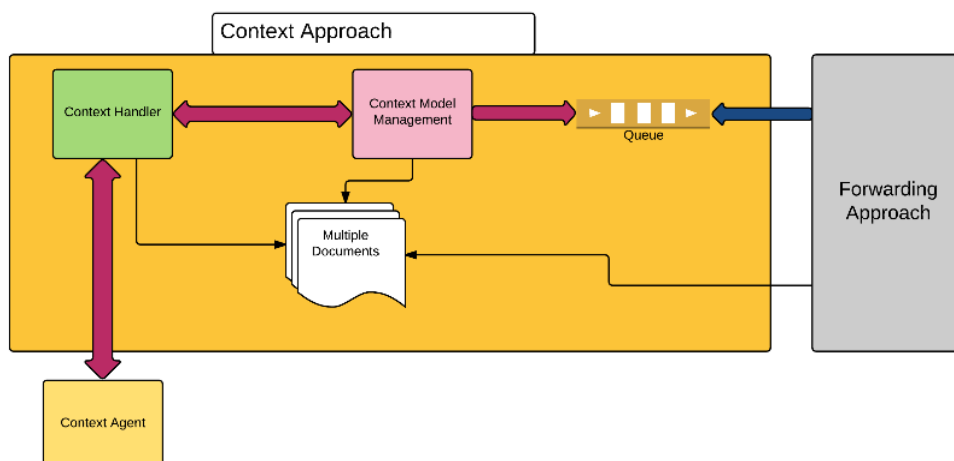 Context Approach
Context Handler
Context Model
Management
Queue
Forwarding
Approach
Multiple
Documents
Context Agent